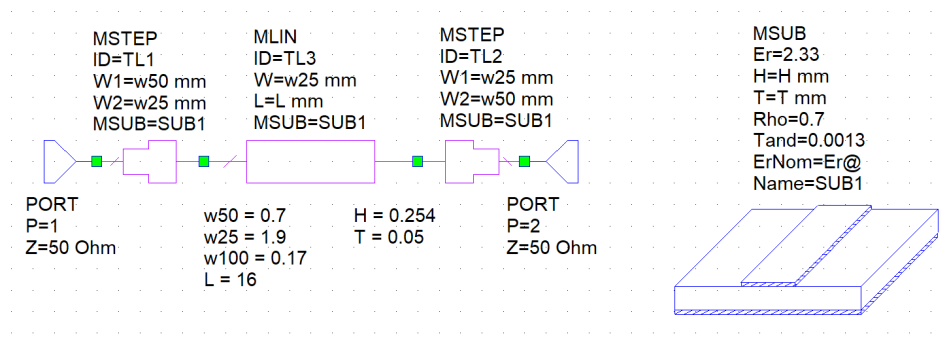 MSTEP
ID=TL1
W1=w50 mm
W2=w25 mm
MSUB=SUB1
MLIN
ID=TL3
W=w25 mm
L=L mm
MSUB=SUB1
MSTEP
ID=TL2
W1=w25 mm
W2=w50 mm
MSUB=SUB1
MSUB
Er=2.33
H=H mm
T=T mm
Rho=0.7
Tand=0.0013
ErNom=Er@
Name=SUB1
PORT
P=1
Z=50 Ohm
w50 = 0.7
w25 = 1.9
w100 = 0.17
L = 16
H = 0.254
T = 0.05
PORT
P=2
Z=50 Ohm